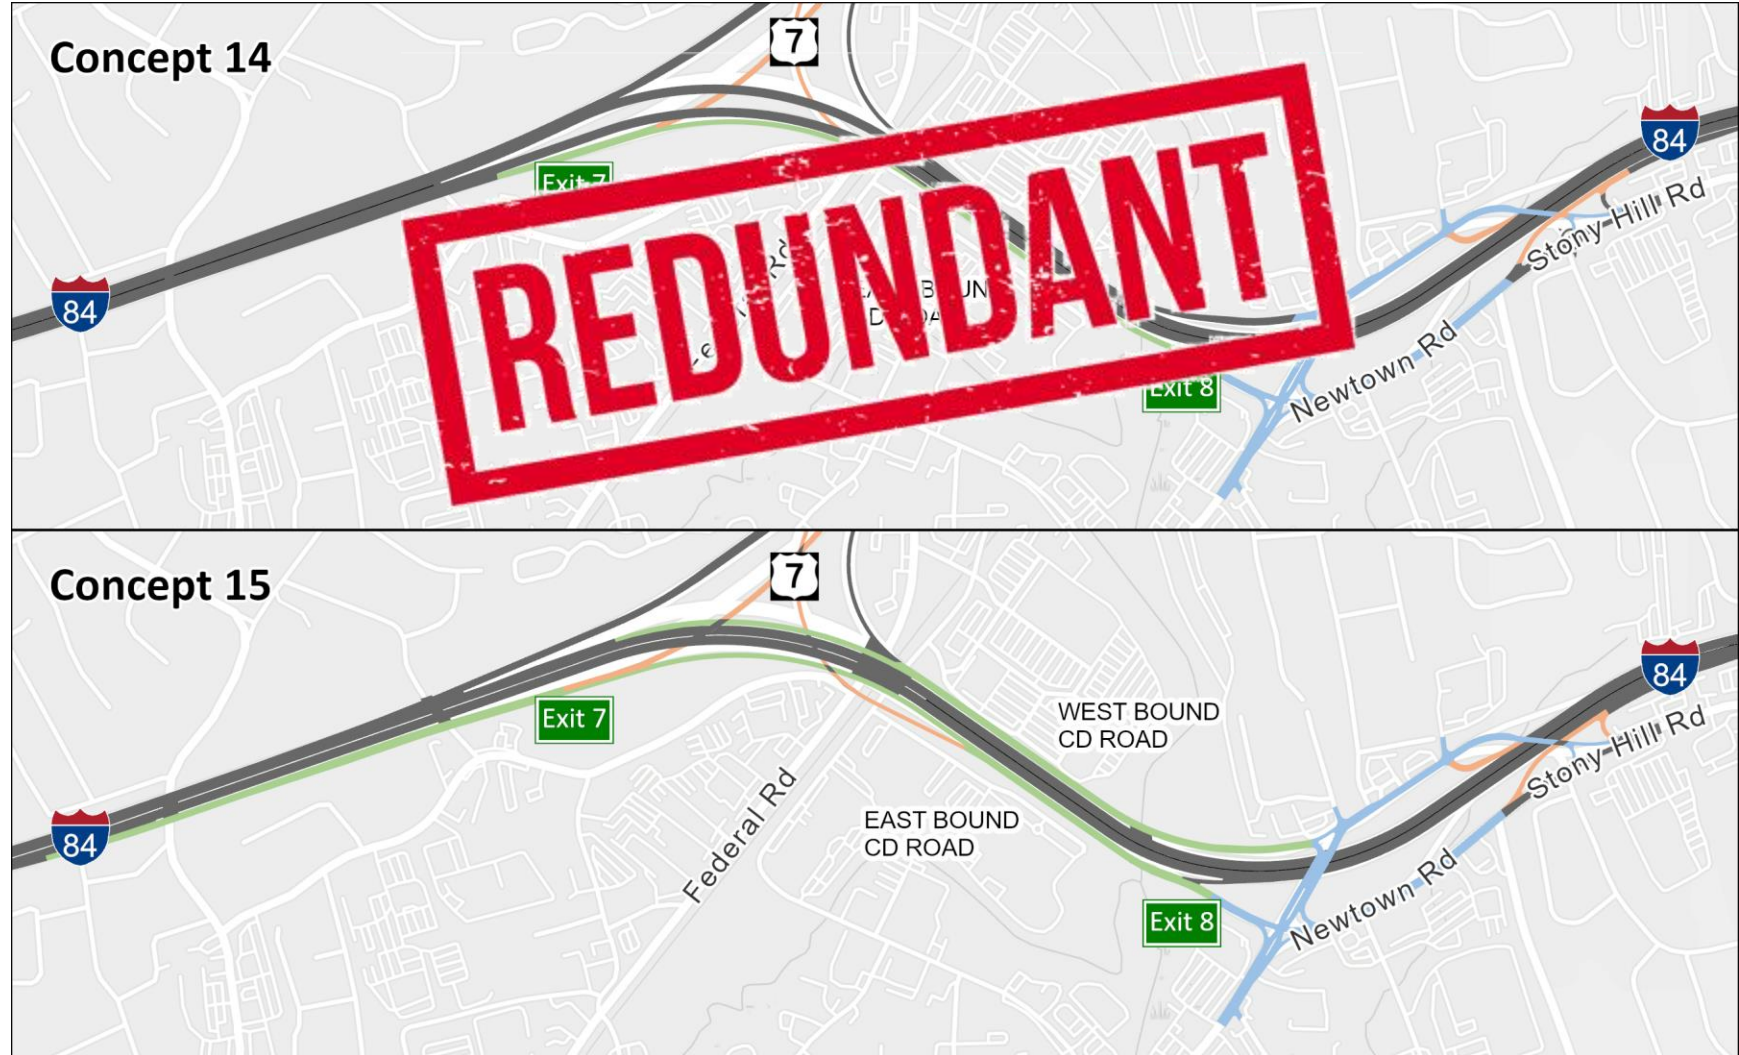 Concept 14
7
84
Exit 7
REDUNDANT
Stony Hill Rd
84
Newtown Rd
Exit 8
Concept 15
7
84
Exit 7
WEST BOUND
CD ROAD
Stony Hill Rd
84
EAST BOUND
CD ROAD
Federal Rd
Newtown Rd
Exit 8